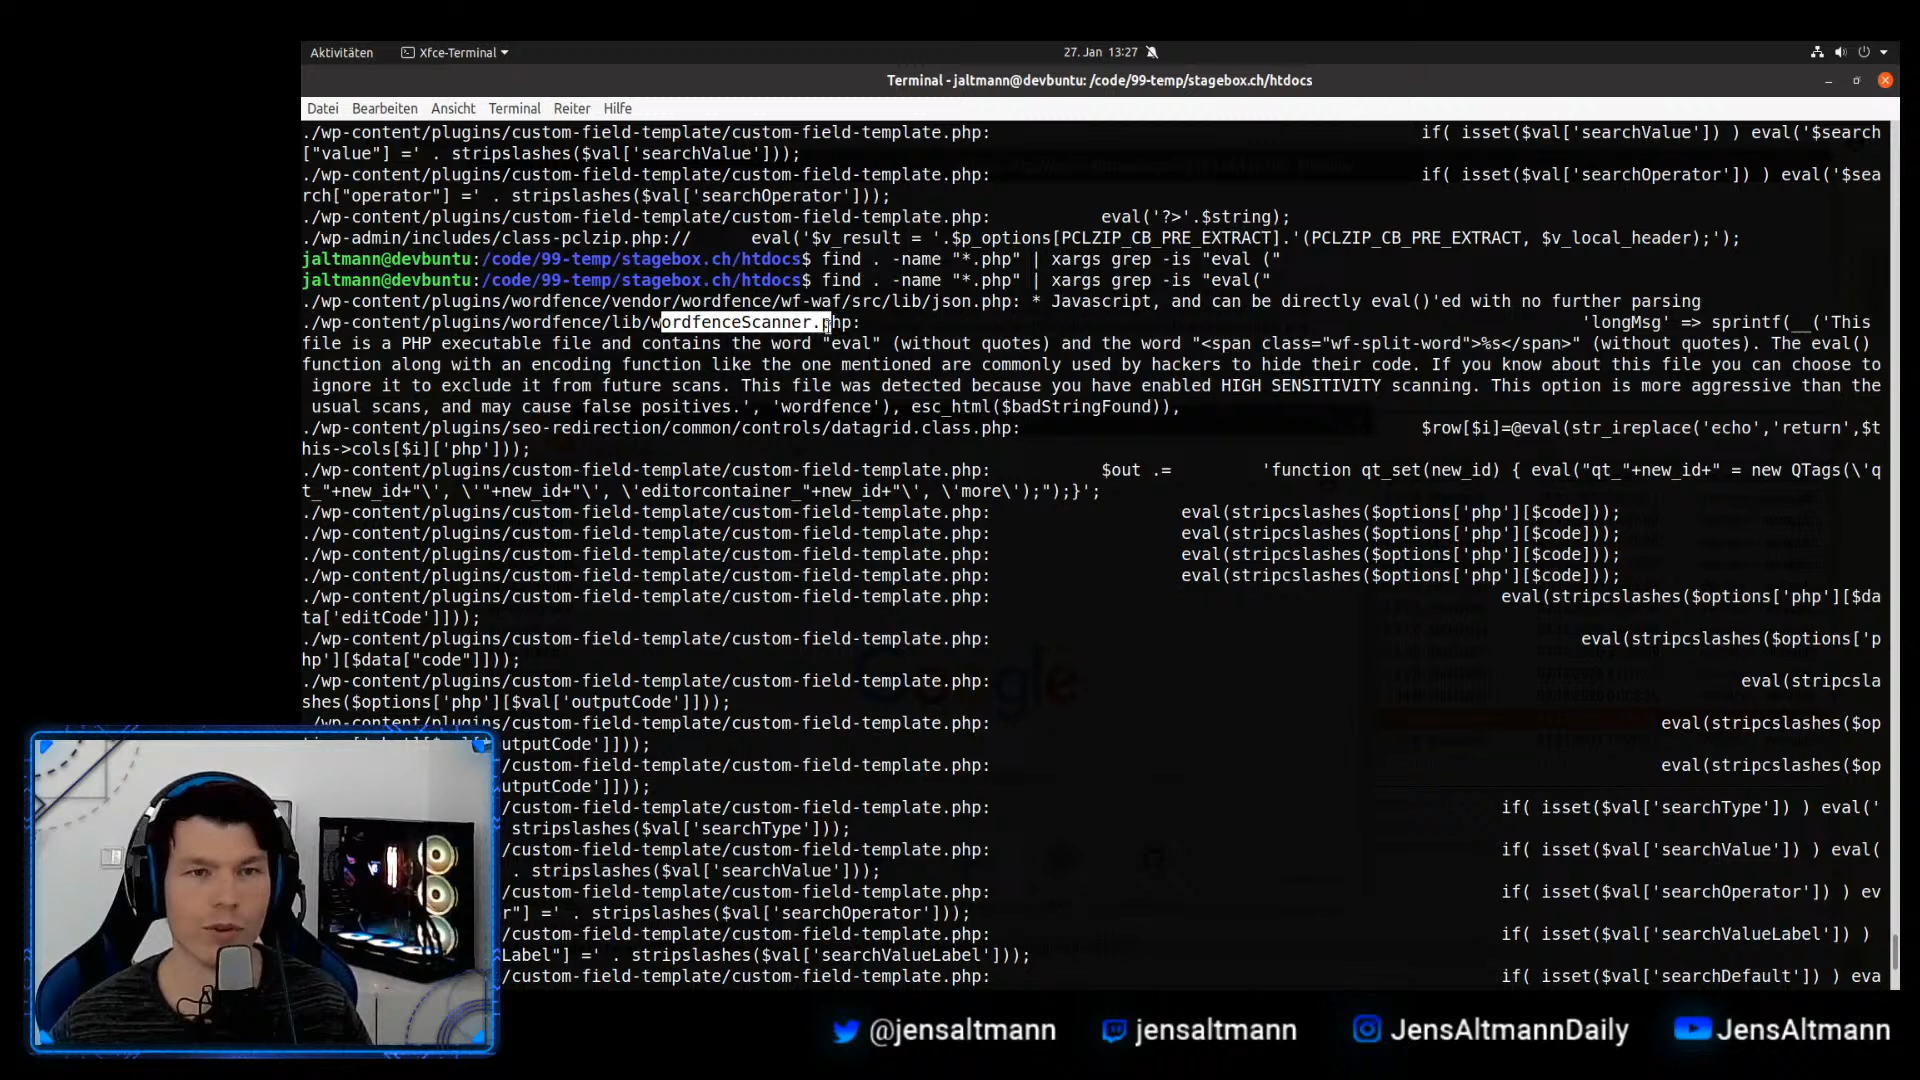 Aktivitäten Xfce-Terminal 27. Jan 13:27
Terminal - jaltmann@devbuntu: /code/99-temp/stagebox.ch/htdocs
Datei Bearbeiten Ansicht Terminal Reiter Hilfe
./wp-content/plugins/custom-field-template/custom-field-template.php: if( isset($val['searchValue']) ) eval('$search
["value"] =' . stripslashes($val['searchValue']));
./wp-content/plugins/custom-field-template/custom-field-template.php: if( isset($val['searchOperator']) ) eval('$sea
rch["operator"] =' . stripslashes($val['searchOperator']));
./wp-content/plugins/custom-field-template/custom-field-template.php: eval('?>'.$string);
./wp-admin/includes/class-pclzip.php:// eval('$v_result = '.$p_options[PCLZIP_CB_PRE_EXTRACT].'(PCLZIP_CB_PRE_EXTRACT, $v_local_header);');
jaltmann@devbuntu:/code/99-temp/stagebox.ch/htdocs$ find . -name "*.php" | xargs grep -is "eval ("
jaltmann@devbuntu:/code/99-temp/stagebox.ch/htdocs$ find . -name "*.php" | xargs grep -is "eval("
./wp-content/plugins/wordfence/vendor/wordfence/wf-waf/src/lib/json.php: * Javascript, and can be directly eval()'ed with no further parsing
./wp-content/plugins/wordfence/lib/wordfenceScanner.php: 'longMsg' => sprintf(__('This
file is a PHP executable file and contains the word "eval" (without quotes) and the word "<span class="wf-split-word">%s</span>" (without quotes). The eval()
function along with an encoding function like the one mentioned are commonly used by hackers to hide their code. If you know about this file you can choose to
ignore it to exclude it from future scans. This file was detected because you have enabled HIGH SENSITIVITY scanning. This option is more aggressive than the
usual scans, and may cause false positives.', 'wordfence'), esc_html($badStringFound)),
./wp-content/plugins/seo-redirection/common/controls/datagrid.class.php: $row[$i]=@eval(str_ireplace('echo','return',$t
his->cols[$i]['php']));
./wp-content/plugins/custom-field-template/custom-field-template.php: $out .= 'function qt_set(new_id) { eval("qt_"+new_id+" = new QTags(\'q
t_"+new_id+"\', \'"+new_id+"\', \'editorcontainer_"+new_id+"\', \'more\');");}';
./wp-content/plugins/custom-field-template/custom-field-template.php: eval(stripcslashes($options['php'][$code]));
./wp-content/plugins/custom-field-template/custom-field-template.php: eval(stripcslashes($options['php'][$code]));
./wp-content/plugins/custom-field-template/custom-field-template.php: eval(stripcslashes($options['php'][$code]));
./wp-content/plugins/custom-field-template/custom-field-template.php: eval(stripcslashes($options['php'][$code]));
./wp-content/plugins/custom-field-template/custom-field-template.php: eval(stripcslashes($options['php'][$da
ta['editCode']]));
./wp-content/plugins/custom-field-template/custom-field-template.php: eval(stripcslashes($options['p
hp'][$data["code"]]));
./wp-content/plugins/custom-field-template/custom-field-template.php: eval(stripcsla
shes($options['php'][$val['outputCode']]));
./wp-content/plugins/custom-field-template/custom-field-template.php: eval(stripcslashes($op
utputCode']]));
/custom-field-template/custom-field-template.php: eval(stripcslashes($op
utputCode']]));
/custom-field-template/custom-field-template.php: if( isset($val['searchType']) ) eval('
stripslashes($val['searchType']));
/custom-field-template/custom-field-template.php: if( isset($val['searchValue']) ) eval(
. stripslashes($val['searchValue']));
/custom-field-template/custom-field-template.php: if( isset($val['searchOperator']) ) ev
r"] =' . stripslashes($val['searchOperator']));
/custom-field-template/custom-field-template.php: if( isset($val['searchValueLabel']) )
Label"] =' . stripslashes($val['searchValueLabel']));
/custom-field-template/custom-field-template.php: if( isset($val['searchDefault']) ) eva
@jensaltmann jensaltmann JensAltmannDaily JensAltmann